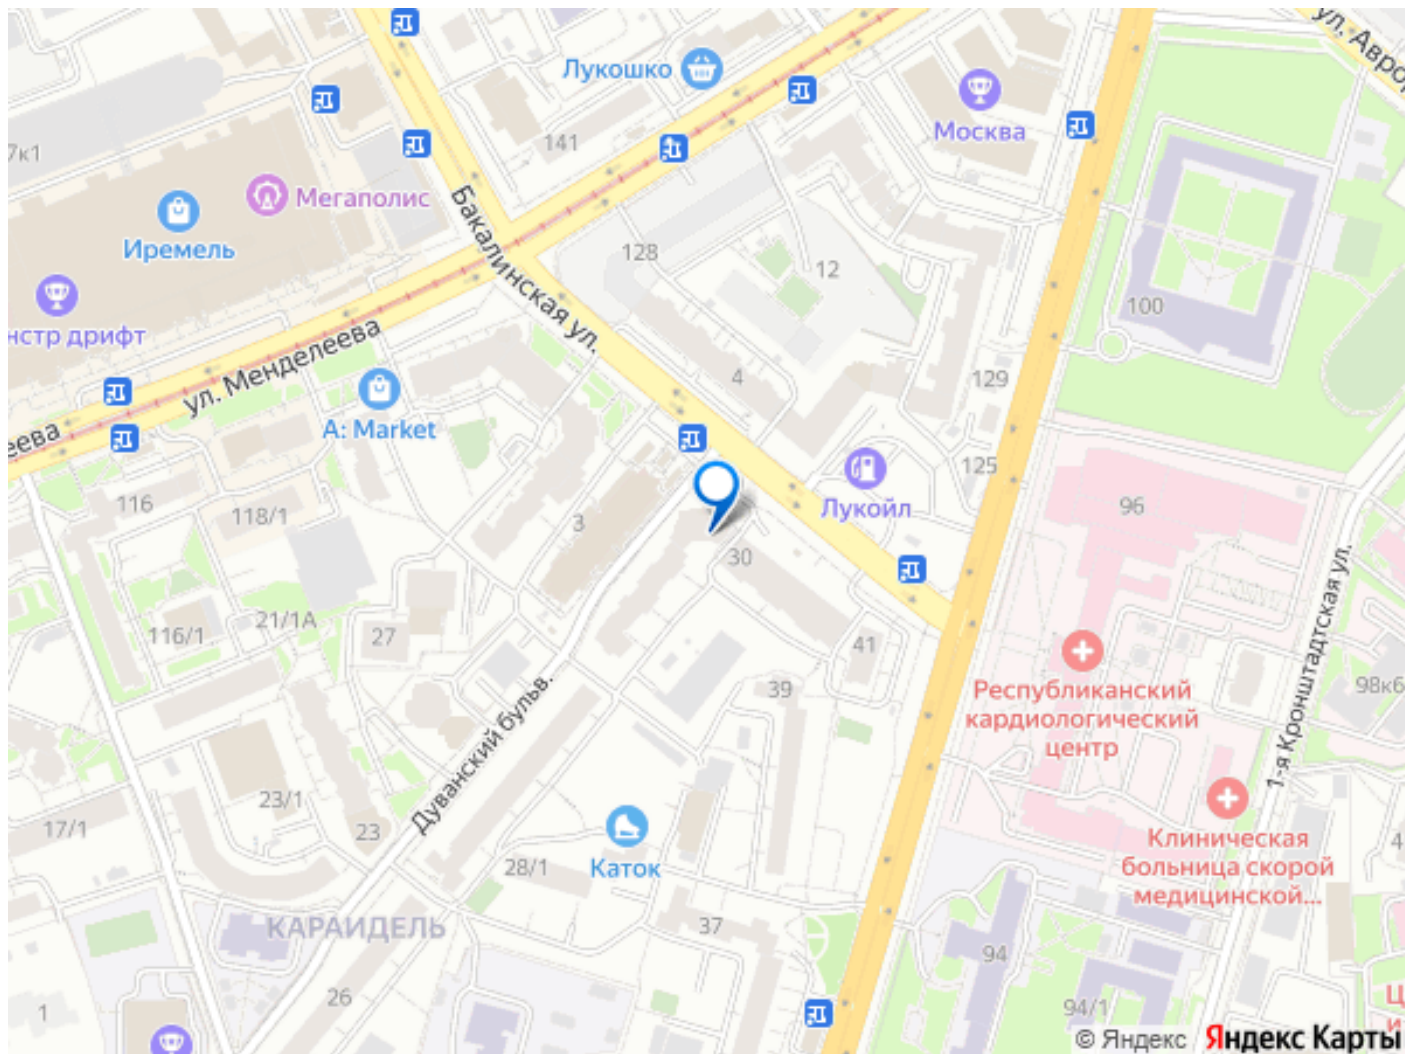 ул. Авро
Лукошко
Москва
141
7к1
Мегаполис
Иремель
Бакалинская ул.
128
12
100
нстр дрифт
ул. Менделеева
4
129
A: Market
еева
125
116
118/1
3
Лукойл
96
30
1-я Кронштадтская ул.
116/1
21/1А
27
41
39
98к6
Республиканский
кардиологический
центр
Дуванский бульв.
23/1
23
17/1
28/1
Каток
Клиническая
больница скорой
медицинской...
4
КАРАИДЕЛЬ
37
94
26
1
94/1
Ц
и
© Яндекс Яндекс Карты